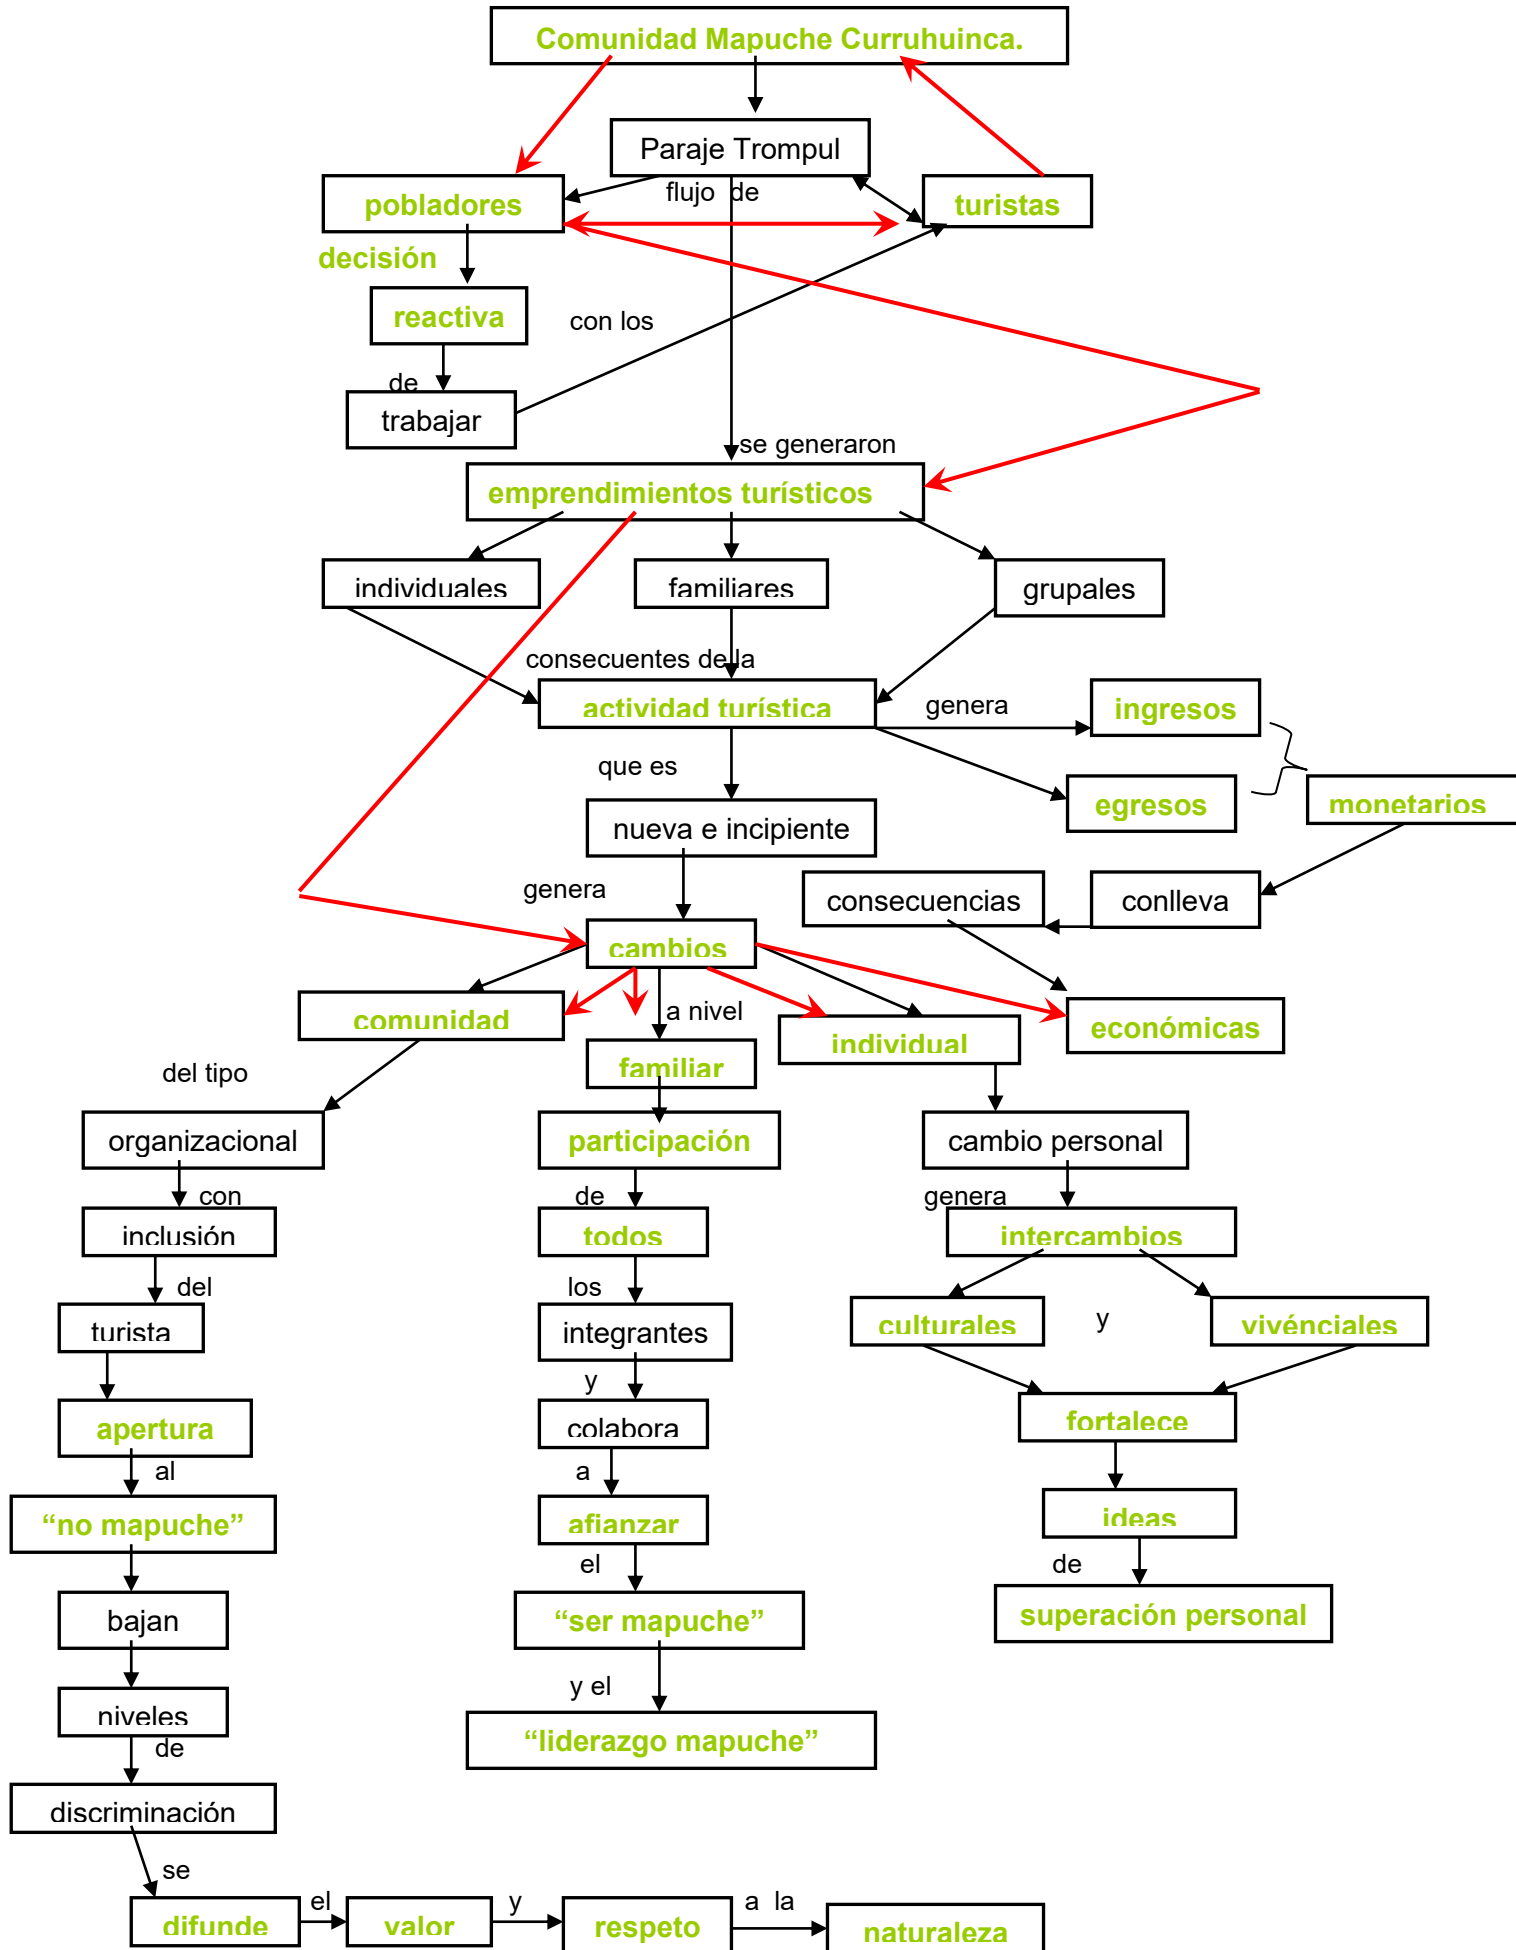 Comunidad Mapuche Curruhuinca.
Paraje Trompul
flujo de
pobladores
turistas
decisión
reactiva
con los
de
trabajar
se generaron
emprendimientos turísticos
individuales
familiares
grupales
consecuentes de la
actividad turística
genera
ingresos
que es
egresos
monetarios
nueva e incipiente
genera
consecuencias
conlleva
cambios
comunidad
a nivel
individual
económicas
familiar
del tipo
organizacional
participación
cambio personal
con
de
genera
inclusión
todos
intercambios
del
los
turista
integrantes
culturales
y
vivénciales
y
apertura
colabora
fortalece
al
a
“no mapuche”
afianzar
ideas
el
de
bajan
“ser mapuche”
superación personal
niveles
y el
de
“liderazgo mapuche”
discriminación
se
difunde
el
valor
y
respeto
a la
naturaleza